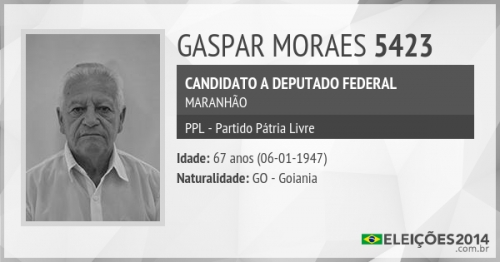 GASPAR MORAES 5423
CANDIDATO A DEPUTADO FEDERAL
MARANHÃO
PPL - Partido Pátria Livre
Idade: 67 anos (06-01-1947)
Naturalidade: GO - Goiania
ELEIÇÕES2014
.com.br